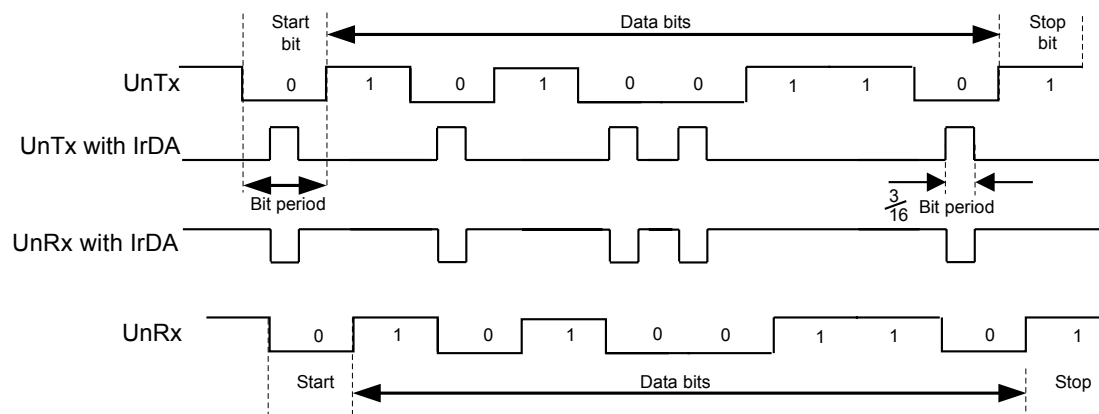 Start bit
Data bits
Stop bit
UnTx 0 1 0 1 0 0 1 1 0 1
UnTx with IrDA
Bit period
3/16 Bit period
UnRx with IrDA
UnRx 0 1 0 1 0 0 1 1 0 1
Start
Data bits
Stop